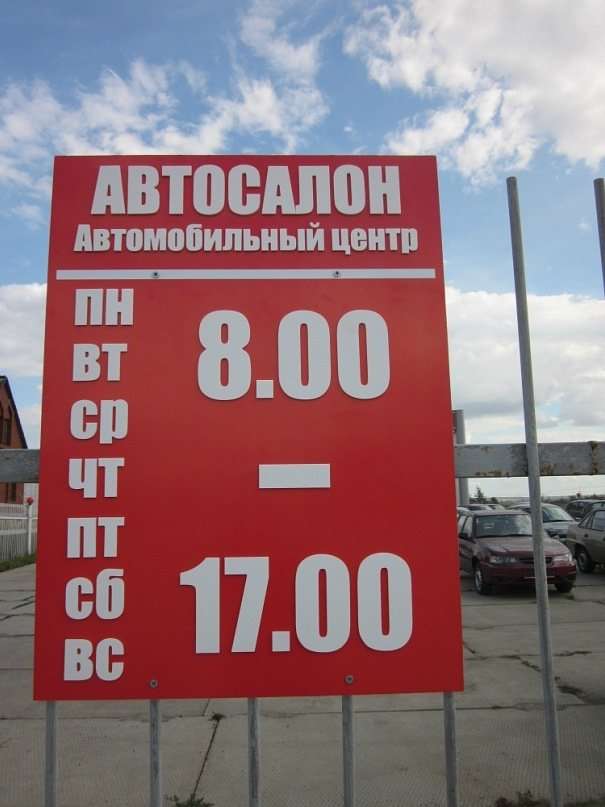 АВТОСАЛОН
Автомобильный центр
пн
вт
ср
чт
пт
сб
вс
8.00
–
17.00